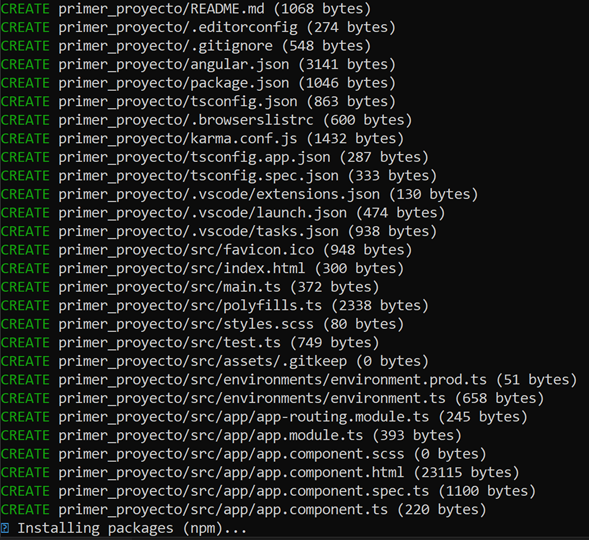 CREATE primer_proyecto/README.md (1068 bytes)
CREATE primer_proyecto/.editorconfig (274 bytes)
CREATE primer_proyecto/.gitignore (548 bytes)
CREATE primer_proyecto/angular.json (3141 bytes)
CREATE primer_proyecto/package.json (1046 bytes)
CREATE primer_proyecto/tsconfig.json (863 bytes)
CREATE primer_proyecto/.browserslistrc (600 bytes)
CREATE primer_proyecto/karma.conf.js (1432 bytes)
CREATE primer_proyecto/tsconfig.app.json (287 bytes)
CREATE primer_proyecto/tsconfig.spec.json (333 bytes)
CREATE primer_proyecto/.vscode/extensions.json (130 bytes)
CREATE primer_proyecto/.vscode/launch.json (474 bytes)
CREATE primer_proyecto/.vscode/tasks.json (938 bytes)
CREATE primer_proyecto/src/favicon.ico (948 bytes)
CREATE primer_proyecto/src/index.html (300 bytes)
CREATE primer_proyecto/src/main.ts (372 bytes)
CREATE primer_proyecto/src/polyfills.ts (2338 bytes)
CREATE primer_proyecto/src/styles.scss (80 bytes)
CREATE primer_proyecto/src/test.ts (749 bytes)
CREATE primer_proyecto/src/assets/.gitkeep (0 bytes)
CREATE primer_proyecto/src/environments/environment.prod.ts (51 bytes)
CREATE primer_proyecto/src/environments/environment.ts (658 bytes)
CREATE primer_proyecto/src/app/app-routing.module.ts (245 bytes)
CREATE primer_proyecto/src/app/app.module.ts (393 bytes)
CREATE primer_proyecto/src/app/app.component.scss (0 bytes)
CREATE primer_proyecto/src/app/app.component.html (23115 bytes)
CREATE primer_proyecto/src/app/app.component.spec.ts (1100 bytes)
CREATE primer_proyecto/src/app/app.component.ts (220 bytes)
Installing packages (npm)...